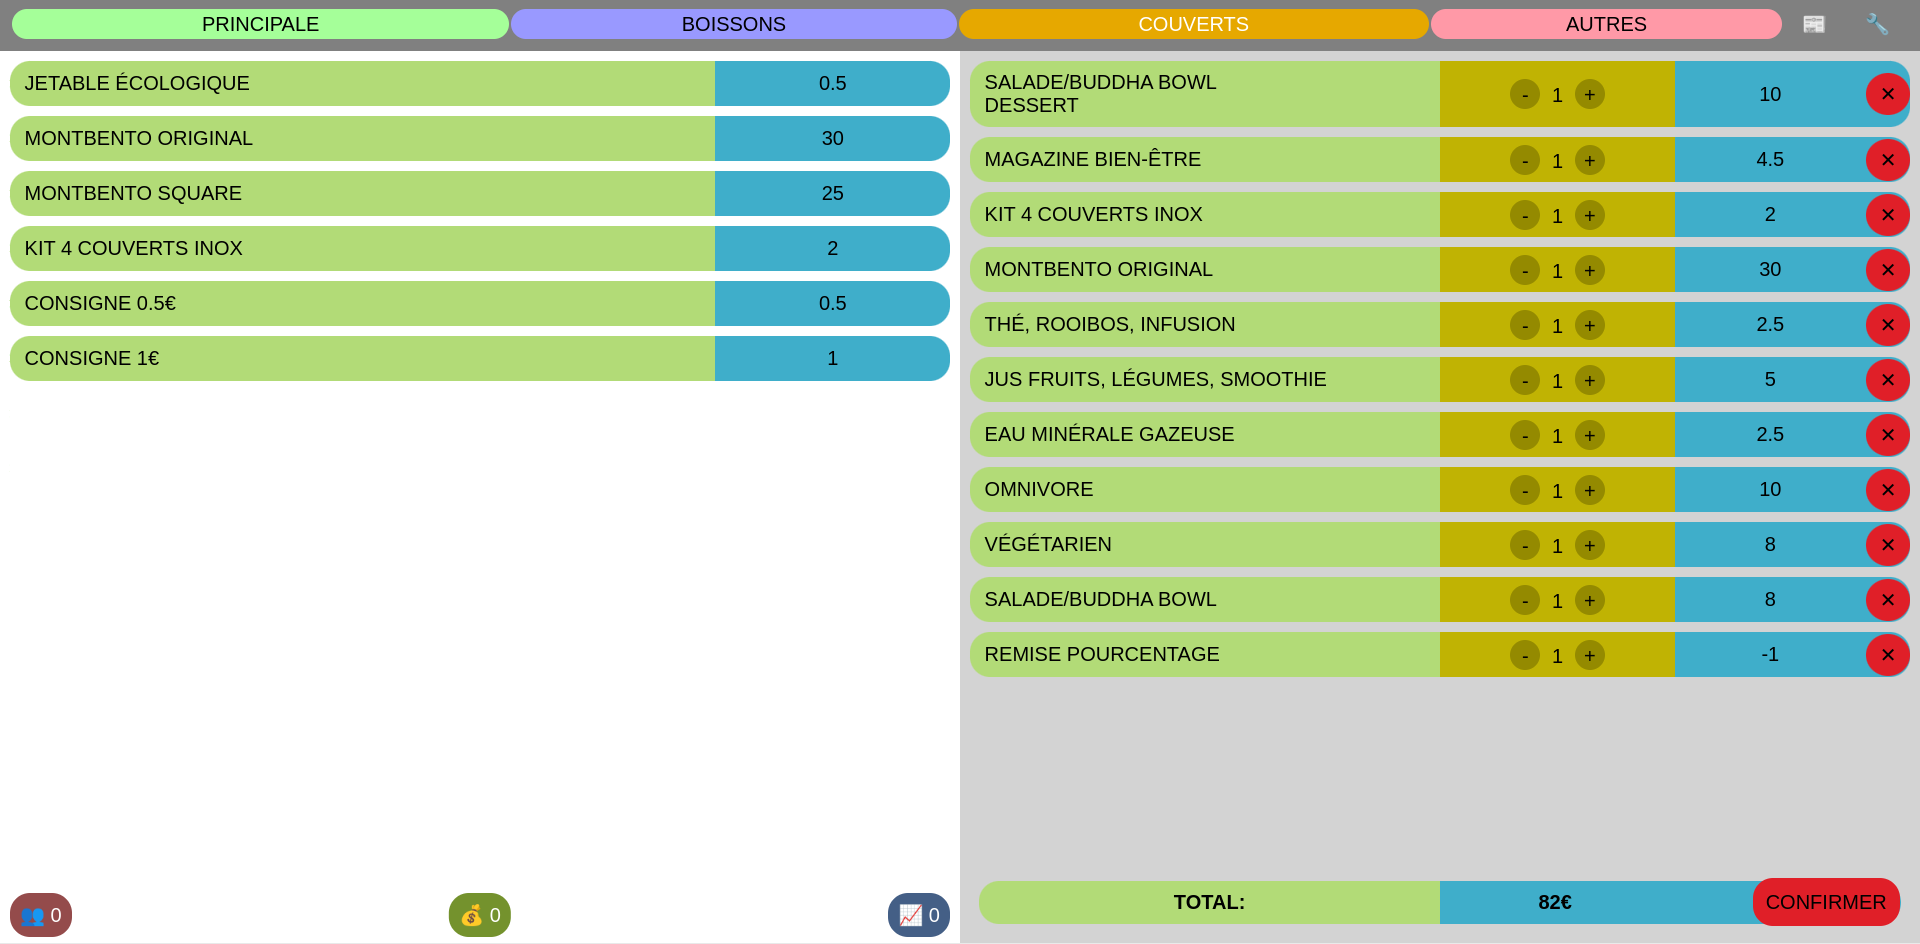 PRINCIPALE BOISSONS COUVERTS AUTRES
JETABLE ÉCOLOGIQUE 0.5
MONTBENTO ORIGINAL 30
MONTBENTO SQUARE 25
KIT 4 COUVERTS INOX 2
CONSIGNE 0.5€ 0.5
CONSIGNE 1€ 1
0
0
0
SALADE/BUDDHA BOWL
DESSERT - 1 + 10 ✕
MAGAZINE BIEN-ÊTRE - 1 + 4.5 ✕
KIT 4 COUVERTS INOX - 1 + 2 ✕
MONTBENTO ORIGINAL - 1 + 30 ✕
THÉ, ROOIBOS, INFUSION - 1 + 2.5 ✕
JUS FRUITS, LÉGUMES, SMOOTHIE - 1 + 5 ✕
EAU MINÉRALE GAZEUSE - 1 + 2.5 ✕
OMNIVORE - 1 + 10 ✕
VÉGÉTARIEN - 1 + 8 ✕
SALADE/BUDDHA BOWL - 1 + 8 ✕
REMISE POURCENTAGE - 1 + -1 ✕
TOTAL: 82€ CONFIRMER